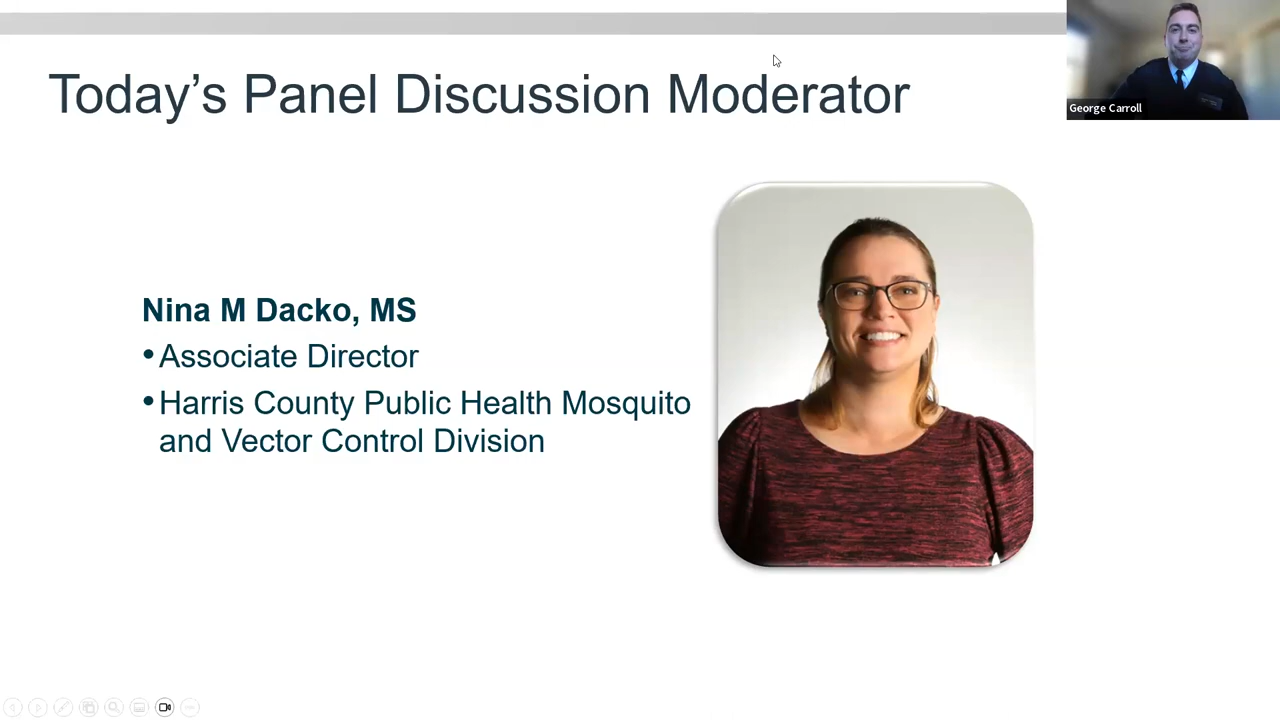 Today’s Panel Discussion Moderator
George Carroll
Nina M Dacko, MS
•Associate Director
•Harris County Public Health Mosquito
and Vector Control Division